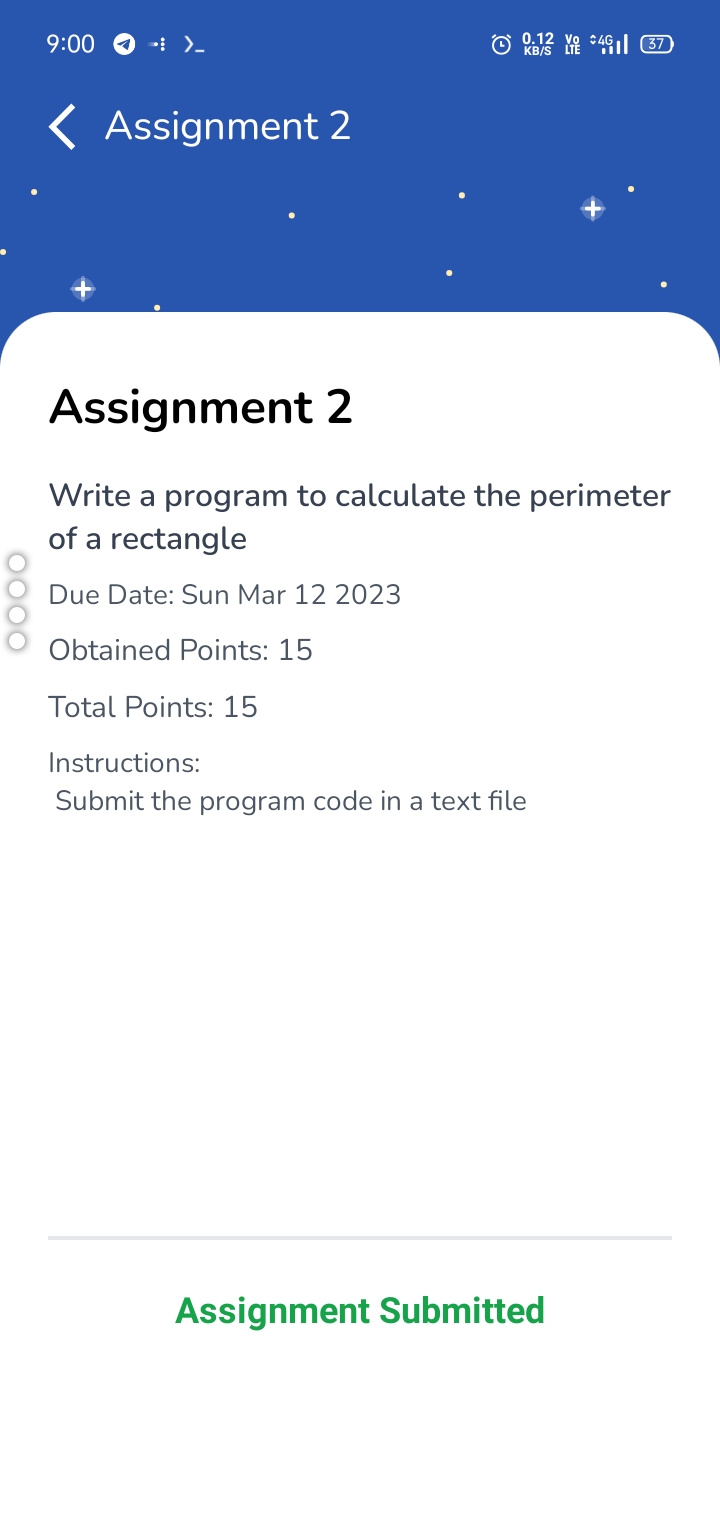 9:00 0.12 KB/S Vo LTE 4G 37
Assignment 2
Assignment 2
Write a program to calculate the perimeter
of a rectangle
Due Date: Sun Mar 12 2023
Obtained Points: 15
Total Points: 15
Instructions:
Submit the program code in a text file
Assignment Submitted